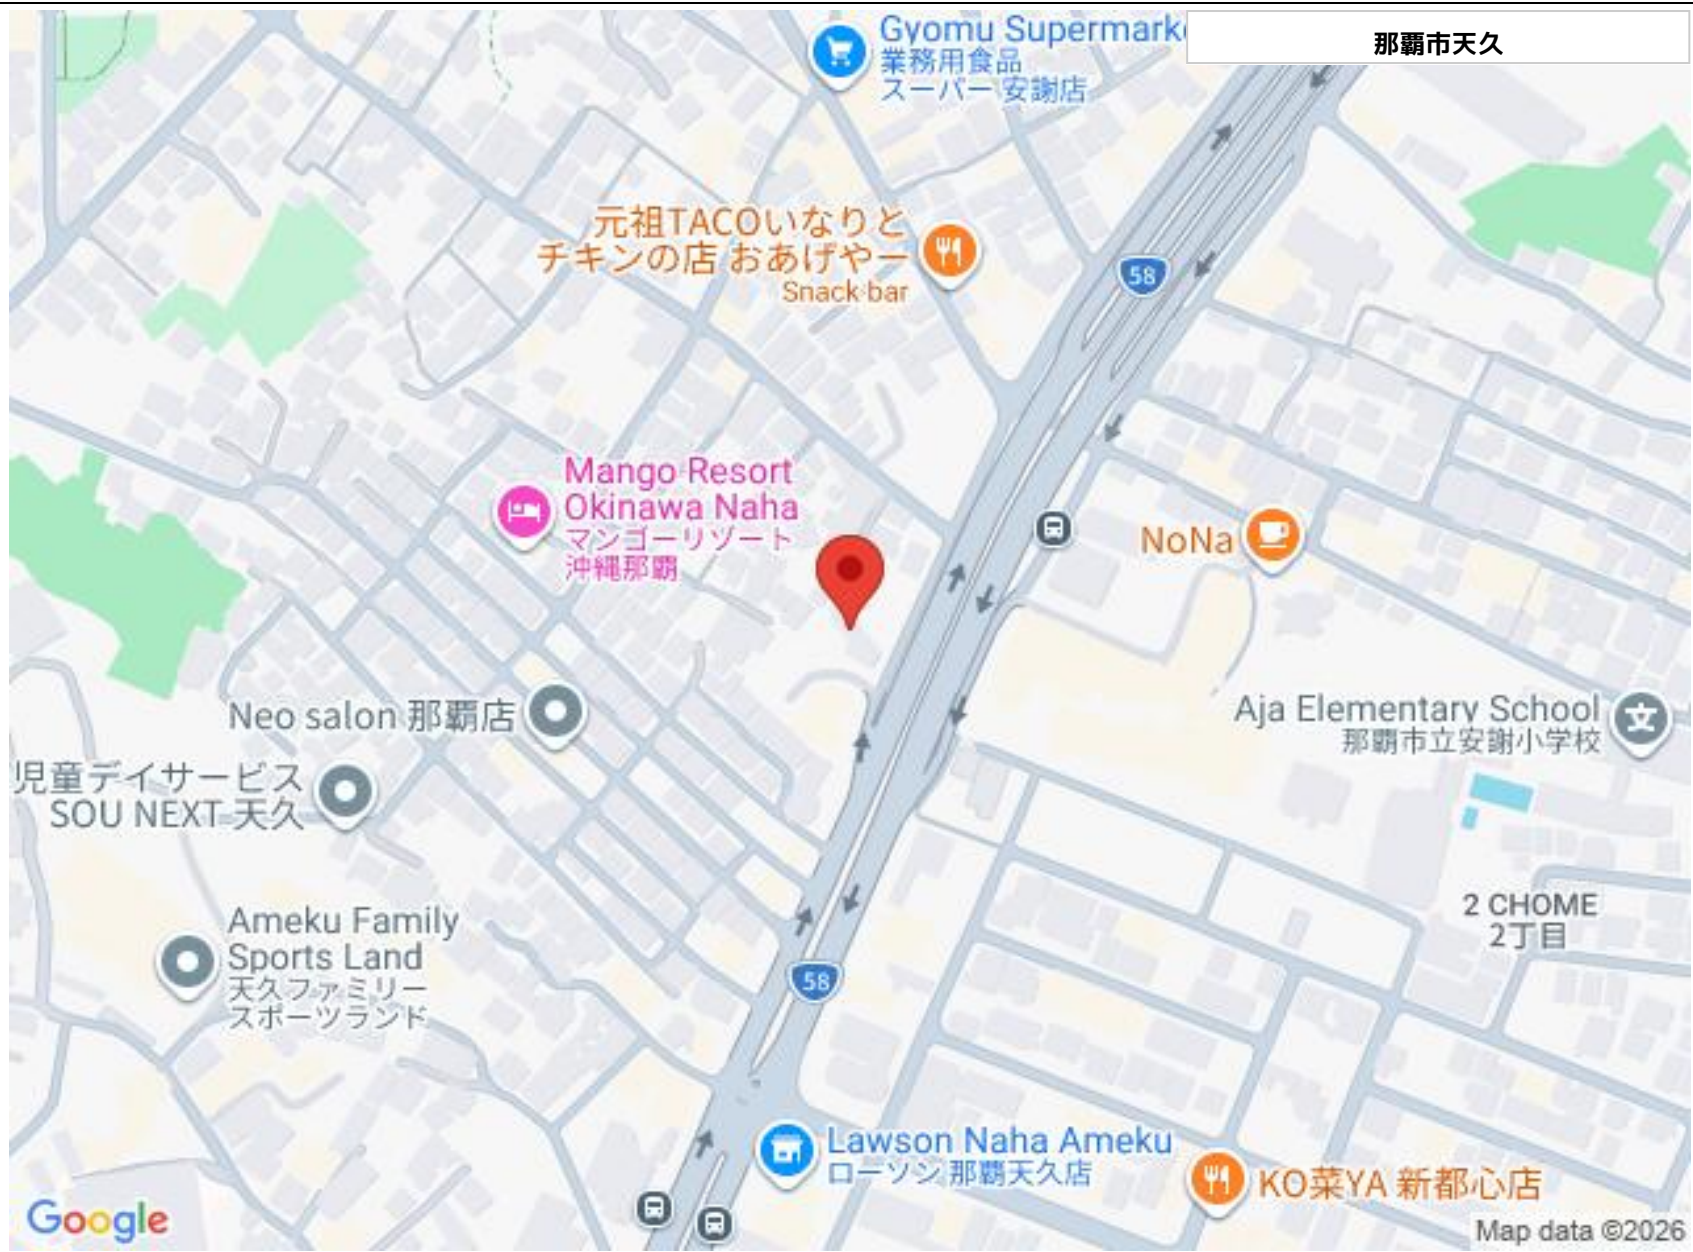 Gyomu Supermark
業務用食品
スーパー 安謝店
那覇市天久
元祖TACOいなりと
チキンの店 おあげやー
Snack bar
58
Mango Resort
Okinawa Naha
マンゴーリゾート
沖縄那覇
NoNa
Neo salon 那覇店
Aja Elementary School
那覇市立安謝小学校
児童デイサービス
SOU NEXT 天久
2 CHOME
2丁目
Ameku Family
Sports Land
天久ファミリー
スポーツランド
58
Lawson Naha Ameku
ローソン 那覇天久店
KO菜YA 新都心店
Google
Map data ©2026